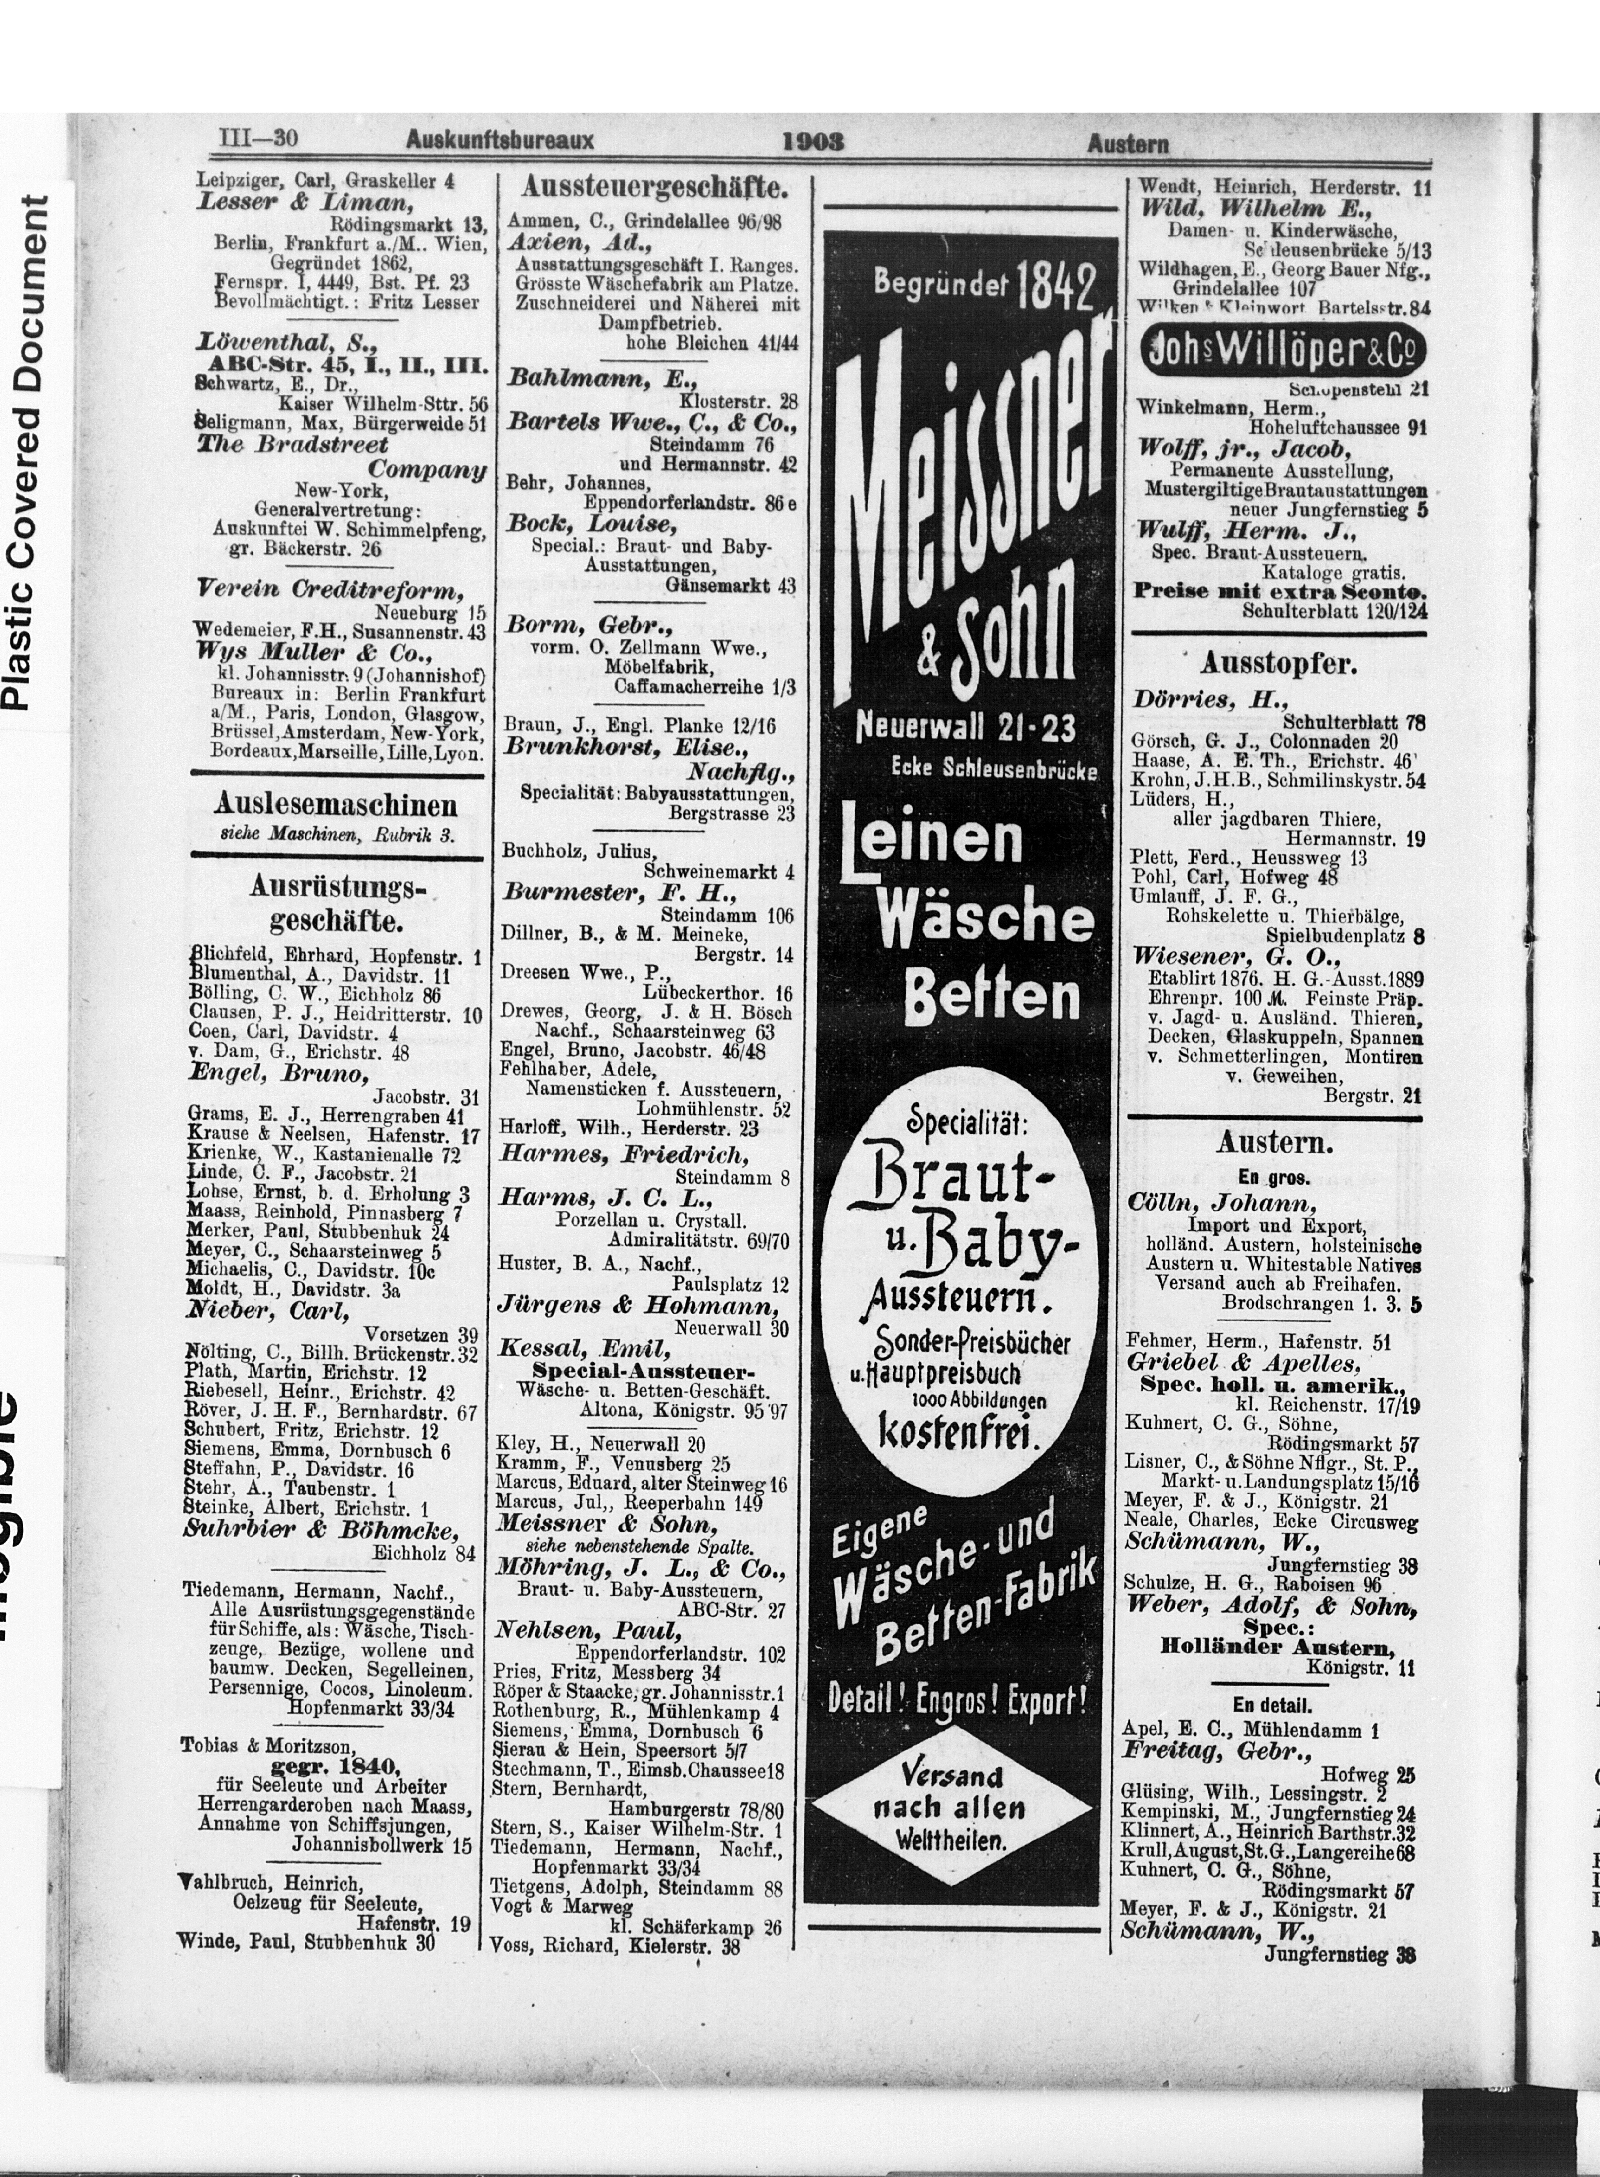 Plastic Covered Document
III—30 Auskunftsbureaux 1903 Austern
Leipziger, Carl, Graskeller 4
Lesser & Liman,
Rödingsmarkt 13,
Berlin, Frankfurt a./M.. Wien,
Gegründet 1862,
Fernspr. I, 4449, Bst. Pf. 23
Bevollmächtigt.: Fritz Lesser
Löwenthal, S.,
ABC-Str. 45, I., II., III.
Schwartz, E., Dr.,
Kaiser Wilhelm-Sttr. 56
Seligmann, Max, Bürgerweide 51
The Bradstreet
Company
New-York,
Generalvertretung:
Auskunftei W. Schimmelpfeng,
gr. Bäckerstr. 26
Verein Creditreform,
Neueburg 15
Wedemeier, F.H., Susannenstr. 43
Wys Muller & Co.,
kl. Johannisstr. 9 (Johannishof)
Bureaux in: Berlin Frankfurt
a/M., Paris, London, Glasgow,
Brüssel, Amsterdam, New-York,
Bordeaux, Marseille, Lille, Lyon.
Auslesemaschinen
siehe Maschinen, Rubrik 3.
Ausrüstungs-
geschäfte.
Blichfeld, Ehrhard, Hopfenstr. 1
Blumenthal, A., Davidstr. 11
Bölling, C. W., Eichholz 86
Clausen, P. J., Heidritterstr. 10
Coen, Carl, Davidstr. 4
v. Dam, G., Erichstr. 48
Engel, Bruno,
Jacobstr. 31
Grams, E. J., Herrengraben 41
Krause & Neelsen, Hafenstr. 17
Krienke, W., Kastanienalle 72
Linde, C. F., Jacobstr. 21
Lohse, Ernst, b. d. Erholung 3
Maass, Reinhold, Pinnasberg 7
Merker, Paul, Stubbenhuk 24
Meyer, C., Schaarsteinweg 5
Michaelis, C., Davidstr. 10c
Moldt, H., Davidstr. 3a
Nieber, Carl,
Vorsetzen 39
Nölting, C., Billh. Brückenstr. 32
Plath, Martin, Erichstr. 12
Riebesell, Heinr., Erichstr. 42
Röver, J. H. F., Bernhardstr. 67
Schubert, Fritz, Erichstr. 12
Siemens, Emma, Dornbusch 6
Steffahn, P., Davidstr. 16
Stehr, A., Taubenstr. 1
Steinke, Albert, Erichstr. 1
Suhrbier & Böhmcke,
Eichholz 84
Tiedemann, Hermann, Nachf.,
Alle Ausrüstungsgegenstände
für Schiffe, als: Wäsche, Tisch-
zeuge, Bezüge, wollene und
baumw. Decken, Segelleinen,
Persennige, Cocos, Linoleum.
Hopfenmarkt 33/34
Tobias & Moritzson,
gegr. 1840,
für Seeleute und Arbeiter
Herrengarderoben nach Maass,
Annahme von Schiffsjungen,
Johannisbollwerk 15
Vahlbruch, Heinrich,
Oelzeug für Seeleute,
Hafenstr. 19
Winde, Paul, Stubbenhuk 30
Aussteuergeschäfte.
Ammen, C., Grindelallee 96/98
Axien, Ad.,
Ausstattungsgeschäft I. Ranges.
Grösste Wäschefabrik am Platze.
Zuschneiderei und Näherei mit
Dampfbetrieb.
hohe Bleichen 41/44
Bahlmann, E.,
Klosterstr. 28
Bartels Wwe., C., & Co.,
Steindamm 76
und Hermannstr. 42
Behr, Johannes,
Eppendorferlandstr. 86 e
Bock, Louise,
Special.: Braut- und Baby-
Ausstattungen,
Gänsemarkt 43
Borm, Gebr.,
vorm. O. Zellmann Wwe.,
Möbelfabrik,
Caffamacherreihe 1/3
Braun, J., Engl. Planke 12/16
Brunkhorst, Elise.,
Nachflg.,
Specialität: Babyausstattungen,
Bergstrasse 23
Buchholz, Julius,
Schweinemarkt 4
Burmester, F. H.,
Steindamm 106
Dillner, B., & M. Meineke,
Bergstr. 14
Dreesen Wwe., P.,
Lübeckerthor. 16
Drewes, Georg, J. & H. Bösch
Nachf., Schaarsteinweg 63
Engel, Bruno, Jacobstr. 46/48
Fehlhaber, Adele,
Namensticken f. Aussteuern,
Lohmühlenstr. 52
Harloff, Wilh., Herderstr. 23
Harmes, Friedrich,
Steindamm 8
Harms, J. C. L.,
Porzellan u. Crystall.
Admiralitätstr. 69/70
Huster, B. A., Nachf.,
Paulsplatz 12
Jürgens & Hohmann,
Neuerwall 30
Kessal, Emil,
Special-Aussteuer-
Wäsche- u. Betten-Geschäft.
Altona, Königstr. 95 97
Kley, H., Neuerwall 20
Kramm, F., Venusberg 25
Marcus, Eduard, alter Steinweg 16
Marcus, Jul,, Reeperbahn 149
Meissner & Sohn,
siehe nebenstehende Spalte.
Möhring, J. L., & Co.,
Braut- u. Baby-Aussteuern,
ABC-Str. 27
Nehlsen, Paul,
Eppendorferlandstr. 102
Pries, Fritz, Messberg 34
Röper & Staacke, gr. Johannisstr. 1
Rothenburg, R., Mühlenkamp 4
Siemens, Emma, Dornbusch 6
Sierau & Hein, Speersort 5/7
Stechmann, T., Eimsb. Chaussee 18
Stern, Bernhardt,
Hamburgerstr 78/80
Stern, S., Kaiser Wilhelm-Str. 1
Tiedemann, Hermann, Nachf.,
Hopfenmarkt 33/34
Tietgens, Adolph, Steindamm 88
Vogt & Marweg
kl. Schäferkamp 26
Voss, Richard, Kielerstr. 38
Begründet 1842
Meissner
& Sohn
Neuerwall 21-23
Ecke Schleusenbrücke
Leinen
Wäsche
Betten
Specialität:
Braut-
u. Baby-
Aussteuern.
Sonder-Preisbücher
u. Hauptpreisbuch
1000 Abbildungen
kostenfrei.
Eigene
Wäsche- und
Betten-Fabrik
Detail! Engros! Export!
Versand
nach allen
Welttheilen.
Wendt, Heinrich, Herderstr. 11
Wild, Wilhelm E.,
Damen- u. Kinderwäsche,
Schleusenbrücke 5/13
Wildhagen, E., Georg Bauer Nfg.,
Grindelallee 107
Wilken & Kleinwort Bartelsstr. 84
Johs Willöper & Co
Schopenstehl 21
Winkelmann, Herm.,
Hoheluftchaussee 91
Wolff, jr., Jacob,
Permanente Ausstellung,
Mustergiltige Brautaustattungen
neuer Jungfernstieg 5
Wulff, Herm. J.,
Spec. Braut-Aussteuern.
Kataloge gratis.
Preise mit extra Sconto.
Schulterblatt 120/124
Ausstopfer.
Dörries, H.,
Schulterblatt 78
Görsch, G. J., Colonnaden 20
Haase, A. E. Th., Erichstr. 46
Krohn, J.H.B., Schmilinskystr. 54
Lüders, H.,
aller jagdbaren Thiere,
Hermannstr. 19
Plett, Ferd., Heussweg 13
Pohl, Carl, Hofweg 48
Umlauff, J. F. G.,
Rohskelette u. Thierbälge,
Spielbudenplatz 8
Wiesener, G. O.,
Etablirt 1876. H. G.-Ausst. 1889
Ehrenpr. 100 M. Feinste Präp.
v. Jagd- u. Ausländ. Thieren,
Decken, Glaskuppeln, Spannen
v. Schmetterlingen, Montiren
v. Geweihen,
Bergstr. 21
Austern.
En gros.
Cölln, Johann,
Import und Export,
holländ. Austern, holsteinische
Austern u. Whitestable Natives
Versand auch ab Freihafen.
Brodschrangen 1. 3. 5
Fehmer, Herm., Hafenstr. 51
Griebel & Apelles.
Spec. holl. u. amerik.,
kl. Reichenstr. 17/19
Kuhnert, C. G., Söhne,
Rödingsmarkt 57
Lisner, C., & Söhne Nflgr., St. P.,
Markt- u. Landungsplatz 15/16
Meyer, F. & J., Königstr. 21
Neale, Charles, Ecke Circusweg
Schümann, W.,
Jungfernstieg 38
Schulze, H. G., Raboisen 96
Weber, Adolf, & Sohn,
Spec.:
Holländer Austern,
Königstr. 11
En detail.
Apel, E. C., Mühlendamm 1
Freitag, Gebr.,
Hofweg 25
Glüsing, Wilh., Lessingstr. 2
Kempinski, M., Jungfernstieg 24
Klinnert, A., Heinrich Barthstr. 32
Krull, August, St. G., Langereihe 68
Kuhnert, C. G., Söhne,
Rödingsmarkt 57
Meyer, F. & J., Königstr. 21
Schümann, W.,
Jungfernstieg 38